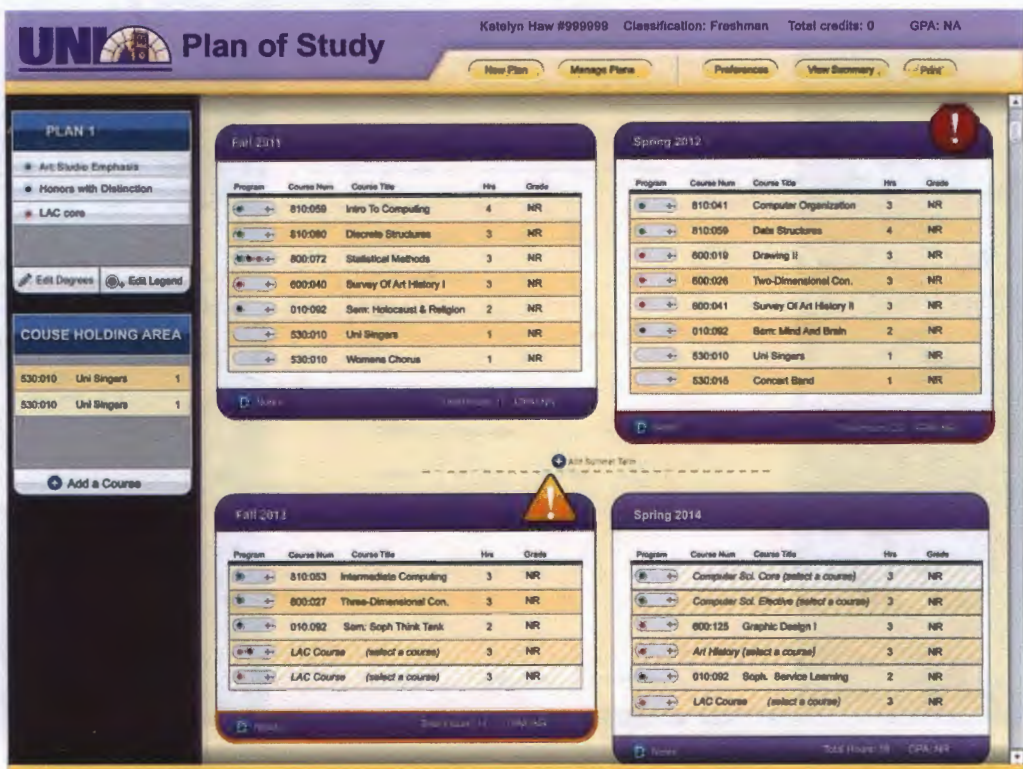 Katelyn Haw #999999 Classification: Freshman Total credits: 0 GPA: NA
UNI Plan of Study
New Plan Manage Plans Preferences View Summary Print
PLAN 1
Art Studio Emphasis
Honors with Distinction
LAC core
Edit Degrees Edit Legend
COUSE HOLDING AREA
530:010 Uni Singers 1
530:010 Uni Singers 1
Add a Course
Fall 2011
Program Course Num Course Title Hrs Grade
810:059 Intro To Computing 4 NR
810:080 Discrete Structures 3 NR
800:072 Statistical Methods 3 NR
600:040 Survey Of Art History I 3 NR
010:092 Sem: Holocaust & Religion 2 NR
530:010 Uni Singers 1 NR
530:010 Womens Chorus 1 NR
Notes
Spring 2012
Program Course Num Course Title Hrs Grade
810:041 Computer Organization 3 NR
810:059 Data Structures 4 NR
600:019 Drawing II 3 NR
600:026 Two-Dimensional Con. 3 NR
600:041 Survey Of Art History II 3 NR
010:092 Sem: Mind And Brain 2 NR
530:010 Uni Singers 1 NR
530:015 Concert Band 1 NR
Add Summer Term
Fall 2013
Program Course Num Course Title Hrs Grade
810:053 Intermediate Computing 3 NR
600:027 Three-Dimensional Con. 3 NR
010:092 Sem: Soph Think Tank 2 NR
LAC Course (select a course) 3 NR
LAC Course (select a course) 3 NR
Notes
Spring 2014
Program Course Num Course Title Hrs Grade
Computer Sci. Core (select a course) 3 NR
Computer Sci. Elective (select a course) 3 NR
600:125 Graphic Design I 3 NR
Art History (select a course) 3 NR
010:092 Soph. Service Learning 2 NR
LAC Course (select a course) 3 NR
Notes Total Hours: GPA: NR